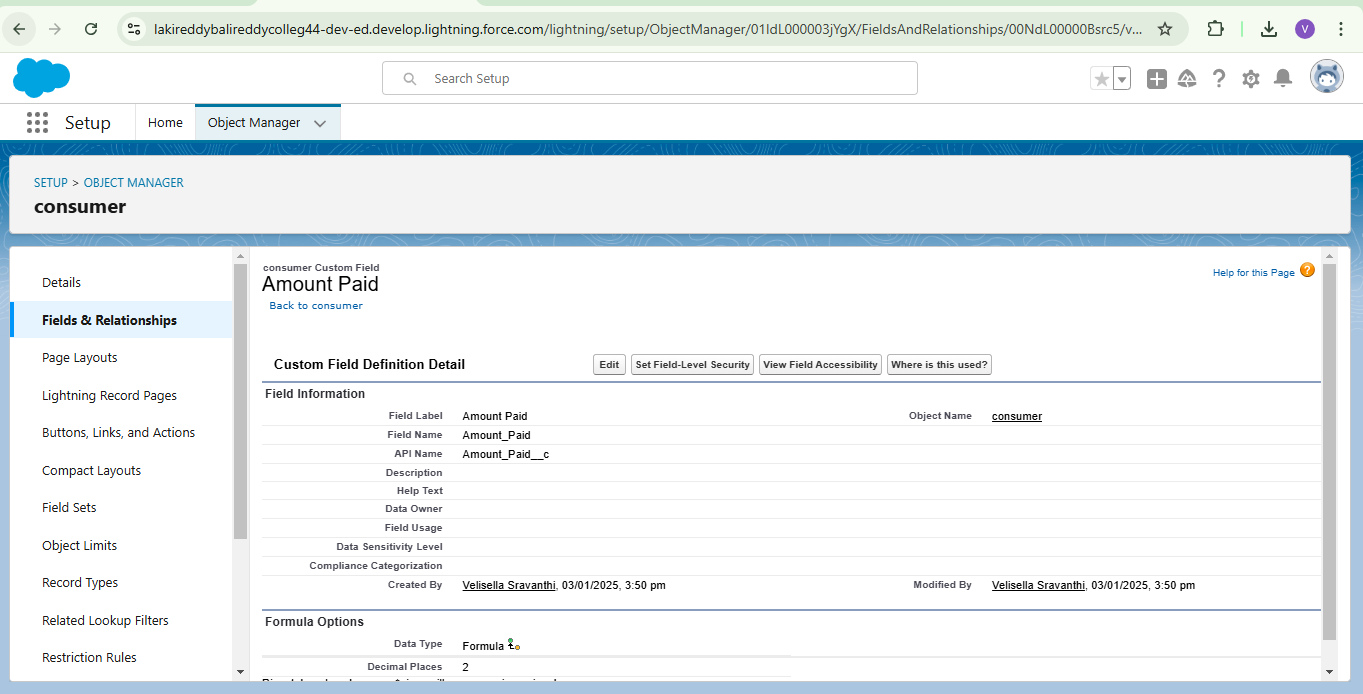 lakireddybalireddycolleg44-dev-ed.develop.lightning.force.com/lightning/setup/ObjectManager/01IdL000003jYgX/FieldsAndRelationships/00NdL00000Bsrc5/v...
V
Search Setup
Setup
Home
Object Manager
SETUP > OBJECT MANAGER
consumer
Details
Fields & Relationships
Page Layouts
Lightning Record Pages
Buttons, Links, and Actions
Compact Layouts
Field Sets
Object Limits
Record Types
Related Lookup Filters
Restriction Rules
consumer Custom Field
Amount Paid
Back to consumer
Help for this Page ?
Custom Field Definition Detail
Edit
Set Field-Level Security
View Field Accessibility
Where is this used?
Field Information
Field Label Amount Paid Object Name consumer
Field Name Amount_Paid
API Name Amount_Paid__c
Description
Help Text
Data Owner
Field Usage
Data Sensitivity Level
Compliance Categorization
Created By Velisella Sravanthi, 03/01/2025, 3:50 pm Modified By Velisella Sravanthi, 03/01/2025, 3:50 pm
Formula Options
Data Type Formula
Decimal Places 2